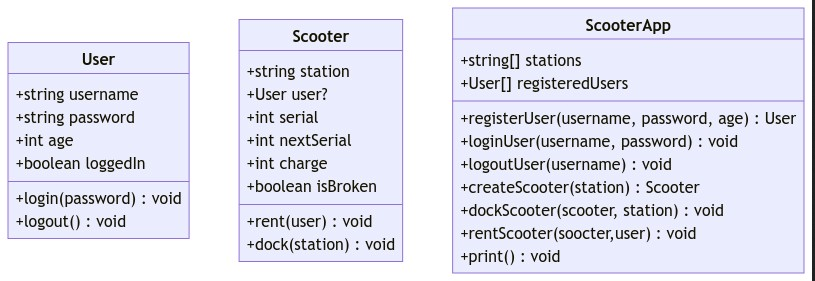 User
+string username
+string password
+int age
+boolean loggedIn
+login(password) : void
+logout() : void
Scooter
+string station
+User user?
+int serial
+int nextSerial
+int charge
+boolean isBroken
+rent(user) : void
+dock(station) : void
ScooterApp
+string[] stations
+User[] registeredUsers
+registerUser(username, password, age) : User
+loginUser(username, password) : void
+logoutUser(username) : void
+createScooter(station) : Scooter
+dockScooter(scooter, station) : void
+rentScooter(soocter,user) : void
+print() : void